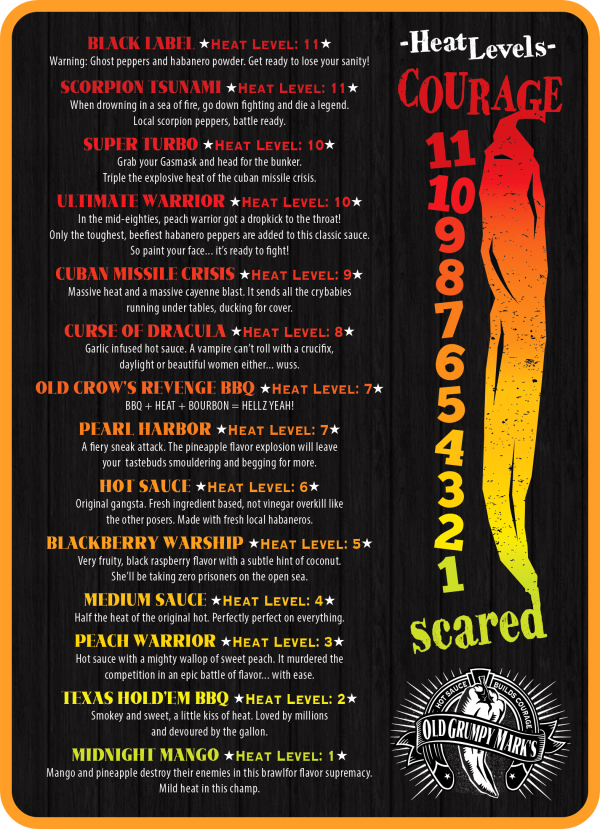 BLACK LABEL ★HEAT LEVEL: 11★
Warning: Ghost peppers and habanero powder. Get ready to lose your sanity!
SCORPION TSUNAMI ★HEAT LEVEL: 11★
When drowning in a sea of fire, go down fighting and die a legend.
Local scorpion peppers, battle ready.
SUPER TURBO ★HEAT LEVEL: 10★
Grab your Gasmask and head for the bunker.
Triple the explosive heat of the cuban missile crisis.
ULTIMATE WARRIOR ★HEAT LEVEL: 10★
In the mid-eighties, peach warrior got a dropkick to the throat!
Only the toughest, beefiest habanero peppers are added to this classic sauce.
So paint your face... it's ready to fight!
CUBAN MISSILE CRISIS ★HEAT LEVEL: 9★
Massive heat and a massive cayenne blast. It sends all the crybabies
running under tables, ducking for cover.
CURSE OF DRACULA ★HEAT LEVEL: 8★
Garlic infused hot sauce. A vampire can't roll with a crucifix,
daylight or beautiful women either... wuss.
OLD CROW'S REVENGE BBQ ★HEAT LEVEL: 7★
BBQ + HEAT + BOURBON = HELLZ YEAH!
PEARL HARBOR ★HEAT LEVEL: 7★
A fiery sneak attack. The pineapple flavor explosion will leave
your tastebuds smouldering and begging for more.
HOT SAUCE ★HEAT LEVEL: 6★
Original gangsta. Fresh ingredient based, not vinegar overkill like
the other posers. Made with fresh local habaneros.
BLACKBERRY WARSHIP ★HEAT LEVEL: 5★
Very fruity, black raspberry flavor with a subtle hint of coconut.
She'll be taking zero prisoners on the open sea.
MEDIUM SAUCE ★HEAT LEVEL: 4★
Half the heat of the original hot. Perfectly perfect on everything.
PEACH WARRIOR ★HEAT LEVEL: 3★
Hot sauce with a mighty wallop of sweet peach. It murdered the
competition in an epic battle of flavor... with ease.
TEXAS HOLD'EM BBQ ★HEAT LEVEL: 2★
Smokey and sweet, a little kiss of heat. Loved by millions
and devoured by the gallon.
MIDNIGHT MANGO ★HEAT LEVEL: 1★
Mango and pineapple destroy their enemies in this brawlfor flavor supremacy.
Mild heat in this champ.
-Heat Levels-
COURAGE
11
10
9
8
7
6
5
4
3
2
1
scared
HOT SAUCE BUILDS COURAGE
OLD GRUMPY MARK'S